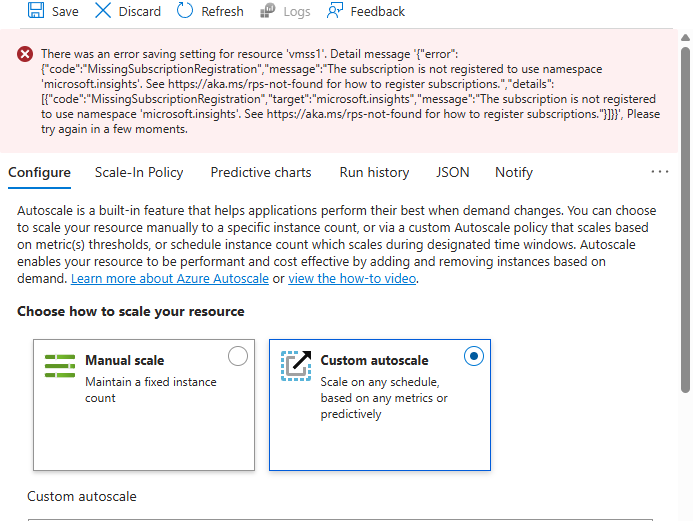 Save Discard Refresh Logs Feedback
There was an error saving setting for resource 'vmss1'. Detail message '{"error":
{"code":"MissingSubscriptionRegistration","message":"The subscription is not registered to use namespace
'microsoft.insights'. See https://aka.ms/rps-not-found for how to register subscriptions.","details":
[{"code":"MissingSubscriptionRegistration","target":"microsoft.insights","message":"The subscription is not registered
to use namespace 'microsoft.insights'. See https://aka.ms/rps-not-found for how to register subscriptions."}]}}', Please
try again in a few moments.
Configure Scale-In Policy Predictive charts Run history JSON Notify ...
Autoscale is a built-in feature that helps applications perform their best when demand changes. You can choose
to scale your resource manually to a specific instance count, or via a custom Autoscale policy that scales based
on metric(s) thresholds, or schedule instance count which scales during designated time windows. Autoscale
enables your resource to be performant and cost effective by adding and removing instances based on
demand. Learn more about Azure Autoscale or view the how-to video.
Choose how to scale your resource
Manual scale
Maintain a fixed instance
count
Custom autoscale
Scale on any schedule,
based on any metrics or
predictively
Custom autoscale